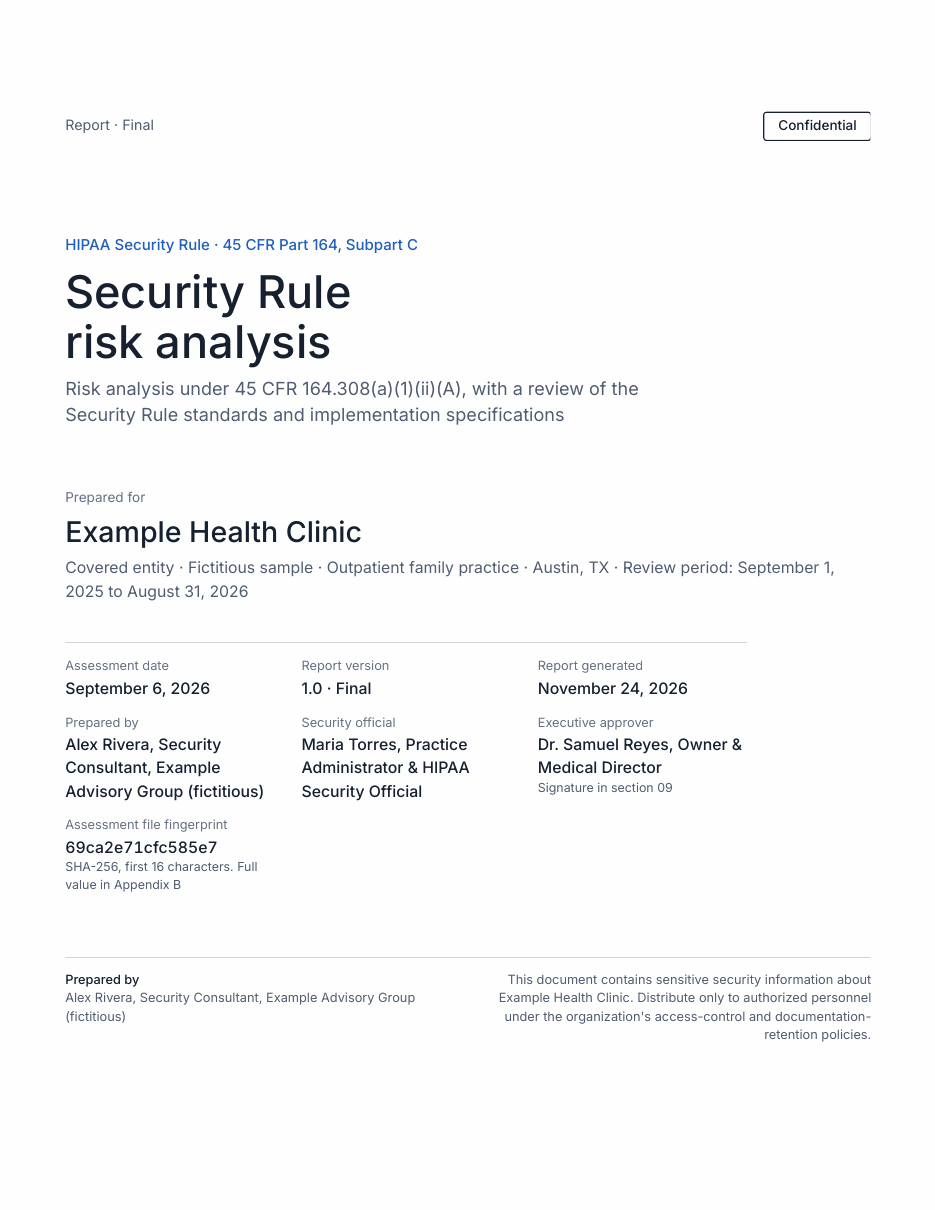 Report · Final
Confidential
HIPAA Security Rule · 45 CFR Part 164, Subpart C
Security Rule
risk analysis
Risk analysis under 45 CFR 164.308(a)(1)(ii)(A), with a review of the
Security Rule standards and implementation specifications
Prepared for
Example Health Clinic
Covered entity · Fictitious sample · Outpatient family practice · Austin, TX · Review period: September 1,
2025 to August 31, 2026
Assessment date
September 6, 2026
Report version
1.0 · Final
Report generated
November 24, 2026
Prepared by
Alex Rivera, Security
Consultant, Example
Advisory Group (fictitious)
Security official
Maria Torres, Practice
Administrator & HIPAA
Security Official
Executive approver
Dr. Samuel Reyes, Owner &
Medical Director
Signature in section 09
Assessment file fingerprint
69ca2e71cfc585e7
SHA-256, first 16 characters. Full
value in Appendix B
Prepared by
Alex Rivera, Security Consultant, Example Advisory Group
(fictitious)
This document contains sensitive security information about
Example Health Clinic. Distribute only to authorized personnel
under the organization's access-control and documentation-
retention policies.